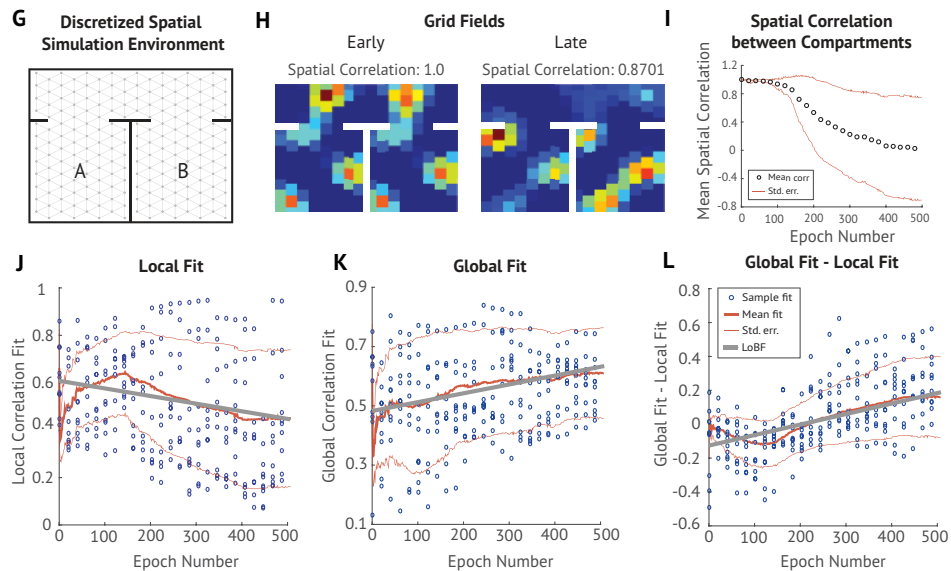 G Discretized Spatial
Simulation Environment
A
B
H Grid Fields
Early
Late
Spatial Correlation: 1.0
Spatial Correlation: 0.8701
I Spatial Correlation
between Compartments
Mean Spatial Correlation
1.2
0.8
0.4
0
-0.4
-0.8
Mean corr
Std. err.
0 100 200 300 400 500
Epoch Number
J Local Fit
Local Correlation Fit
1
0.8
0.6
0.4
0.2
0
0 100 200 300 400 500
Epoch Number
K Global Fit
Global Correlation Fit
0.9
0.7
0.5
0.3
0.1
0 100 200 300 400 500
Epoch Number
L Global Fit - Local Fit
Global Fit - Local Fit
0.8
0.6
0.4
0.2
0
-0.2
-0.4
-0.6
Sample fit
Mean fit
Std. err.
LoBF
0 100 200 300 400 500
Epoch Number